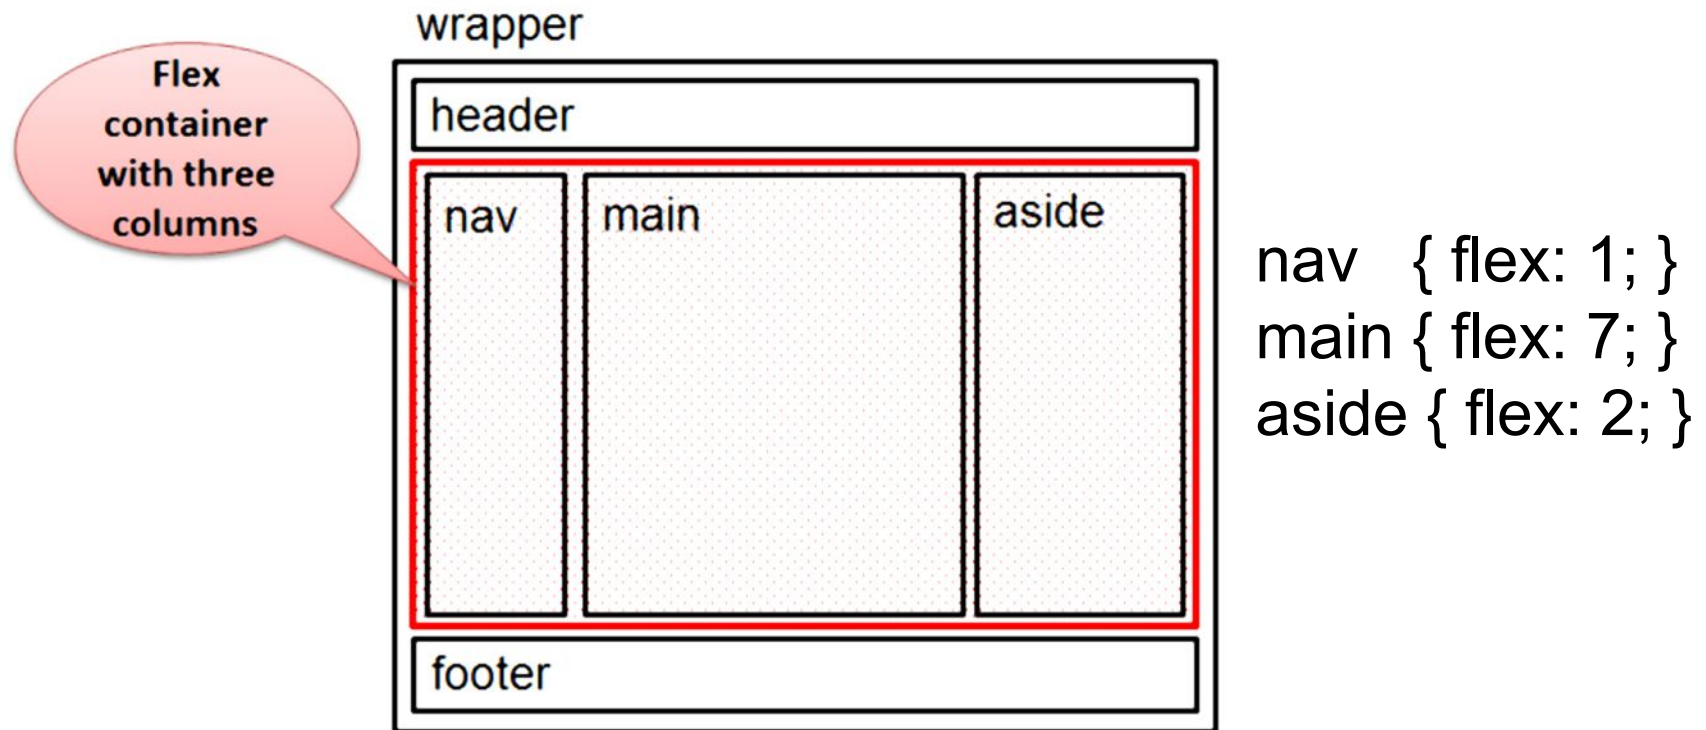 wrapper
Flex
container
with three
columns
header
nav
main
aside
footer
nav { flex: 1; }
main { flex: 7; }
aside { flex: 2; }